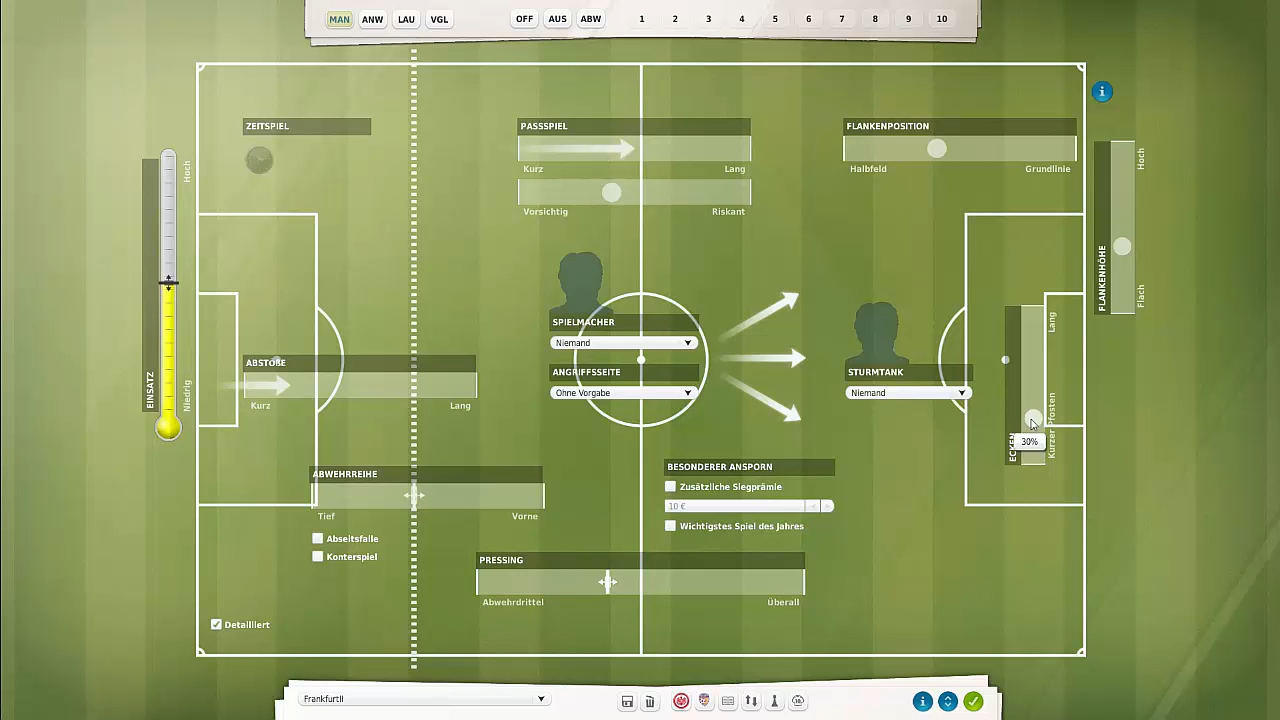 MAN ANW LAU VGL OFF AUS ABW 1 2 3 4 5 6 7 8 9 10
ZEITSPIEL
PASSSPIEL
Kurz Lang
Vorsichtig Riskant
FLANKENPOSITION
Halbfeld Grundlinie
EINSATZ
Hoch
Niedrig
FLANKENHÖHE
Hoch
Flach
SPIELMACHER
Niemand
ANGRIFFSSEITE
Ohne Vorgabe
STURMTANK
Niemand
ABSTÖßE
Kurz Lang
ECKEN
Lang
Kurzer Pfosten
30%
ABWEHRREIHE
Tief Vorne
Abseitsfalle
Konterspiel
BESONDERER ANSPORN
Zusätzliche Siegprämie
10 €
Wichtigstes Spiel des Jahres
PRESSING
Abwehrdrittel Überall
Detailliert
FrankfurtII